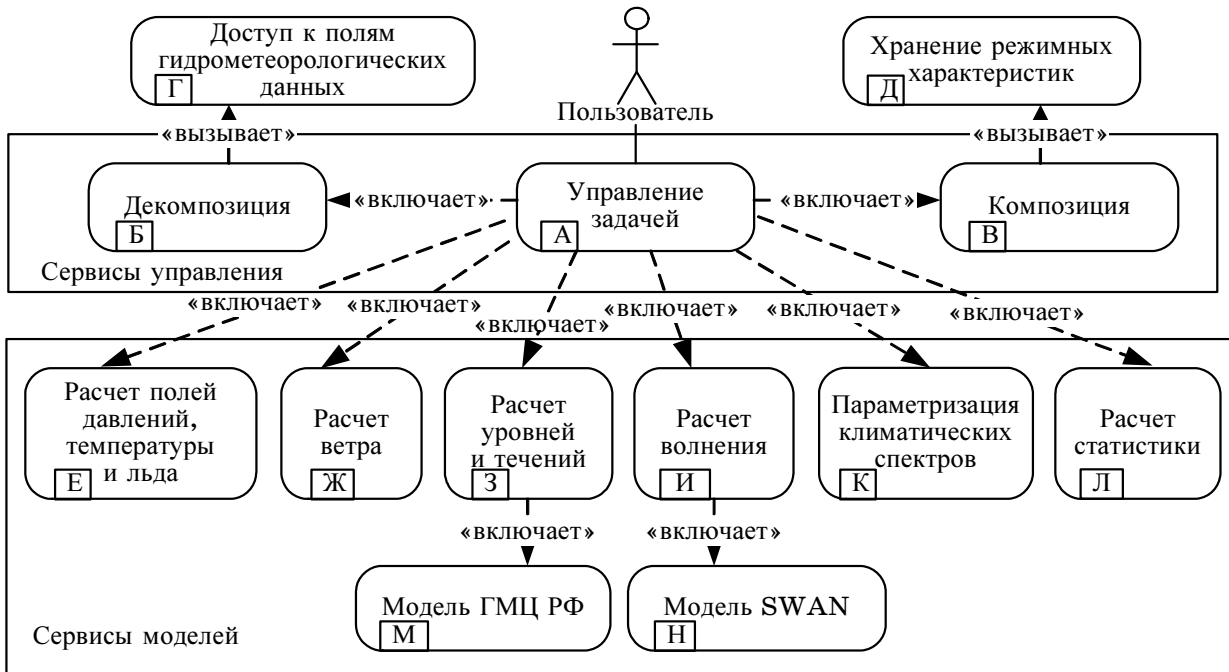 Доступ к полям
гидрометеорологических
данных
Г
Хранение режимных
характеристик
Д
Пользователь
«вызывает»
«вызывает»
Декомпозиция
Б
«включает»
Управление
задачей
А
«включает»
Композиция
В
Сервисы управления
«включает»
«включает»
«включает»
«включает»
«включает»
«включает»
Расчет полей
давлений,
температуры
и льда
Е
Расчет
ветра
Ж
Расчет
уровней
и течений
З
Расчет
волнения
И
Параметризация
климатических
спектров
К
Расчет
статистики
Л
«включает»
«включает»
Модель ГМЦ РФ
М
Модель SWAN
Н
Сервисы моделей